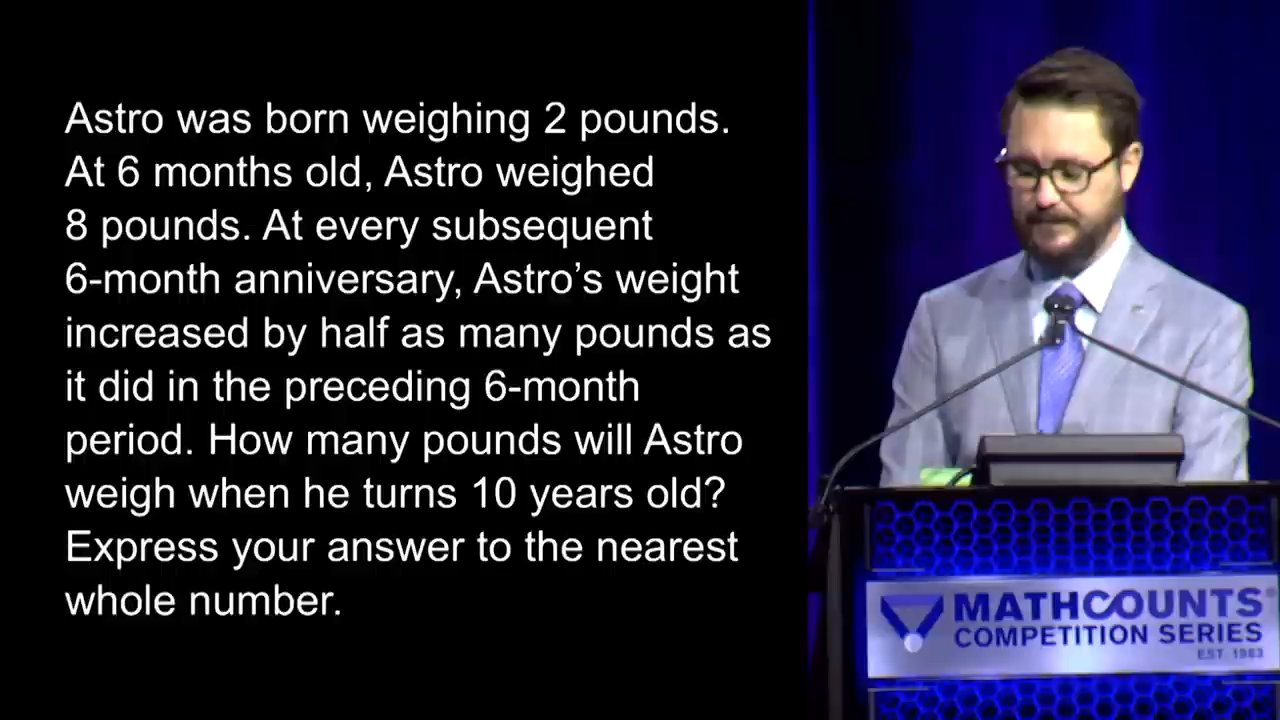 Astro was born weighing 2 pounds.
At 6 months old, Astro weighed
8 pounds. At every subsequent
6-month anniversary, Astro’s weight
increased by half as many pounds as
it did in the preceding 6-month
period. How many pounds will Astro
weigh when he turns 10 years old?
Express your answer to the nearest
whole number.
MATHCOUNTS®
COMPETITION SERIES
EST. 1983